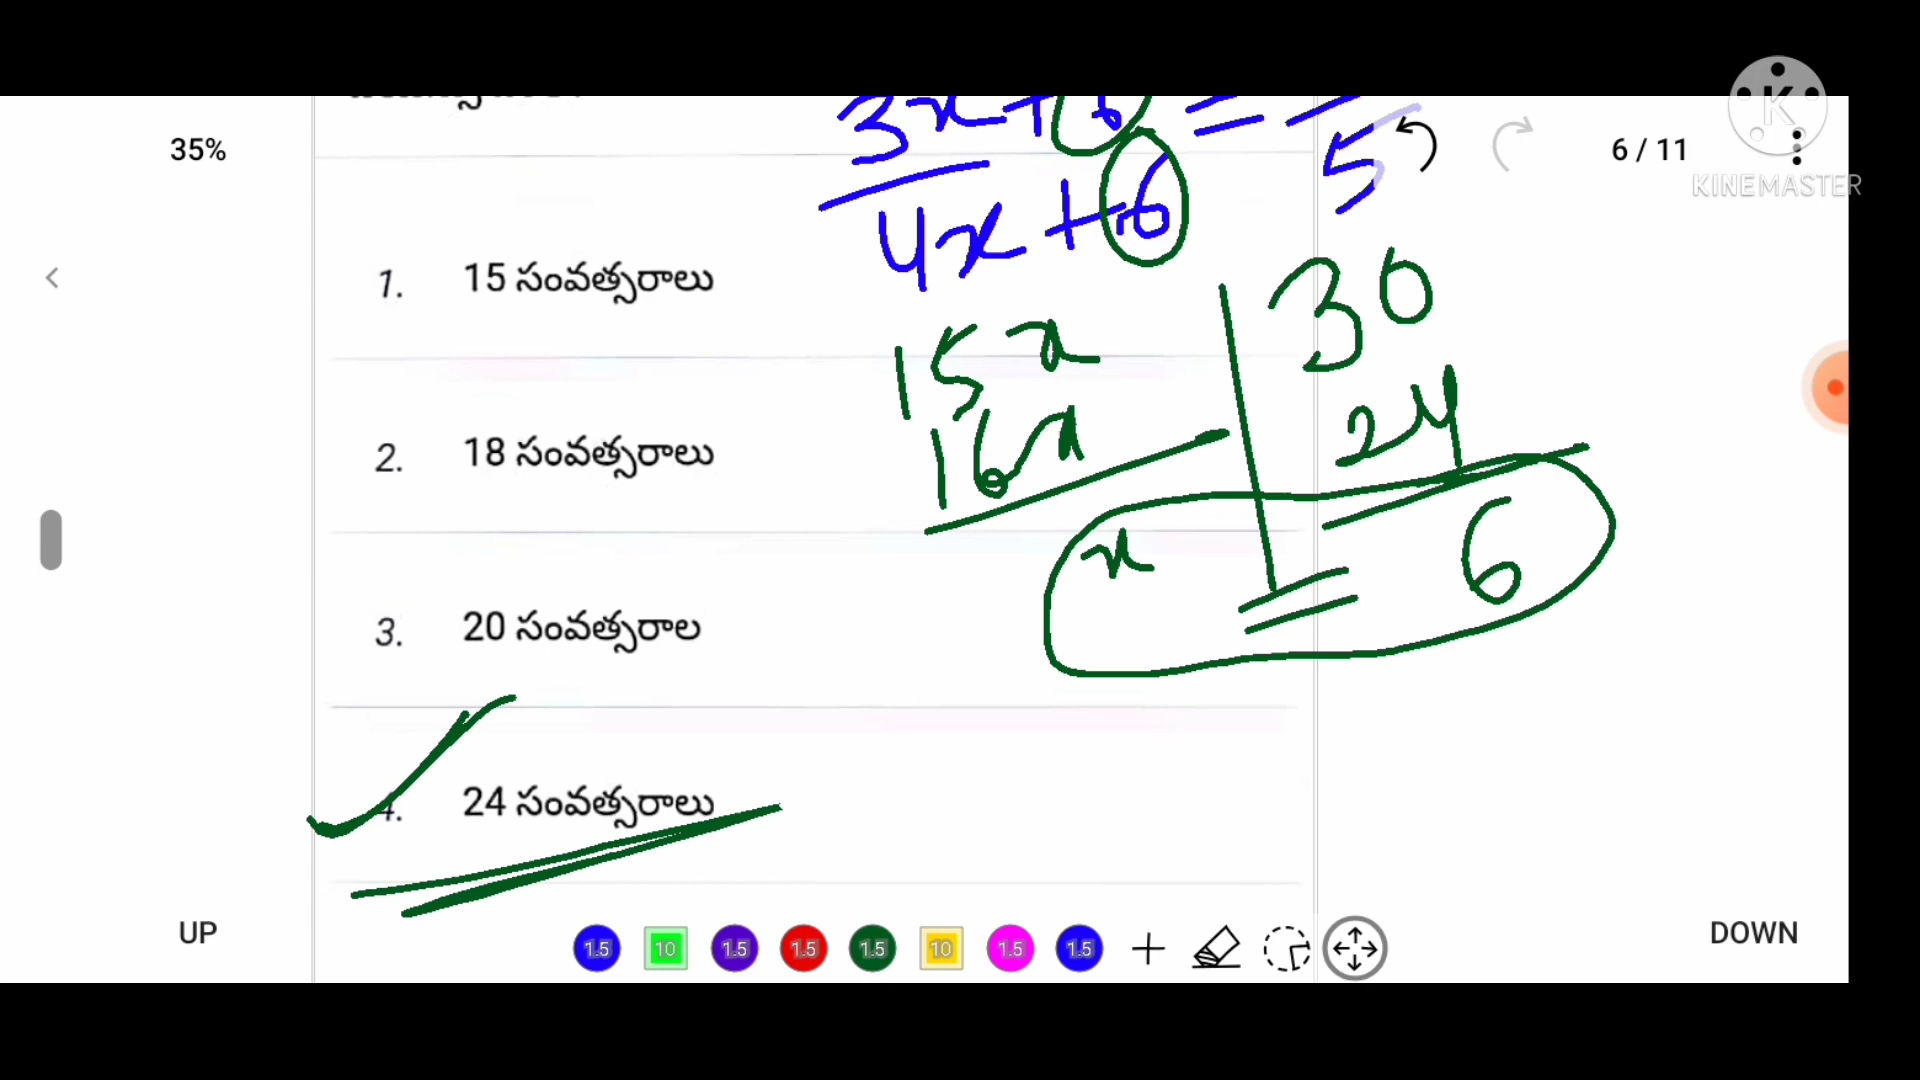 3x+6 =
35%
6 / 11
K
5
KINEMASTER
4x+6
1. 15 సంవత్సరాలు
30
15x
24
16x
2. 18 సంవత్సరాలు
x = 6
3. 20 సంవత్సరాల
4. 24 సంవత్సరాలు
UP
DOWN
1.5 10 1.5 1.5 1.5 10 1.5 1.5